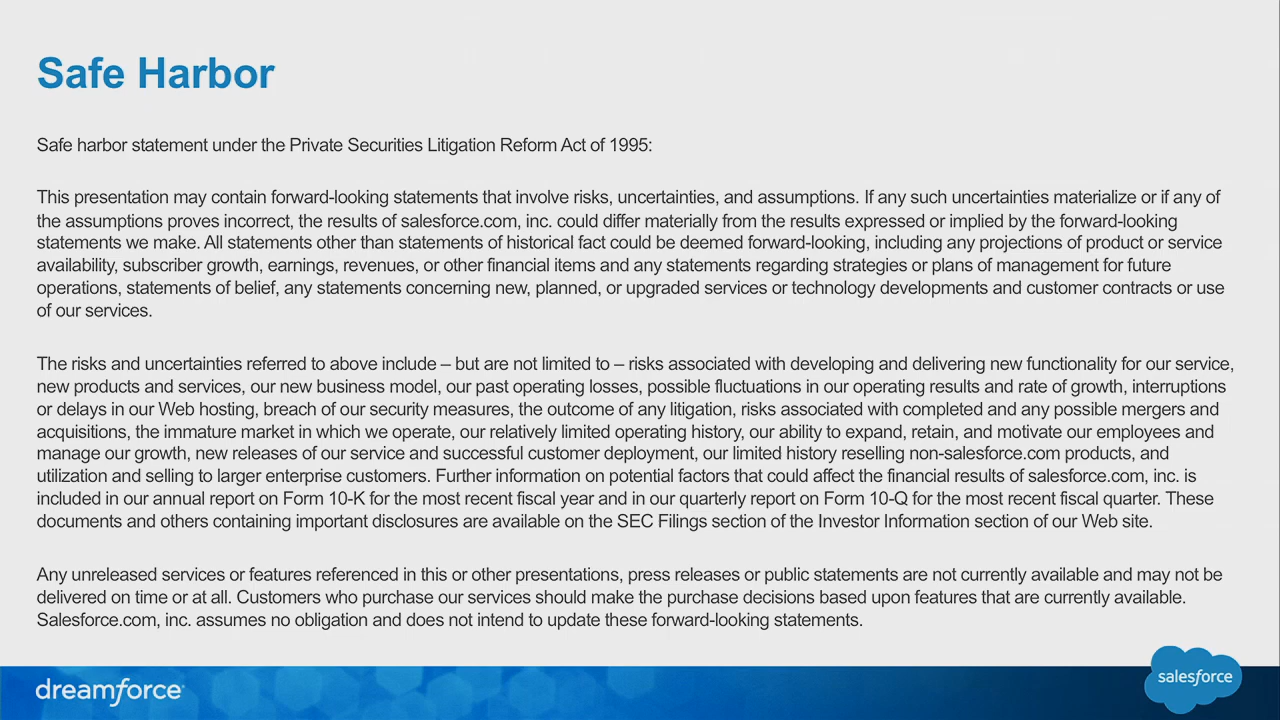 Safe Harbor
Safe harbor statement under the Private Securities Litigation Reform Act of 1995:
This presentation may contain forward-looking statements that involve risks, uncertainties, and assumptions. If any such uncertainties materialize or if any of
the assumptions proves incorrect, the results of salesforce.com, inc. could differ materially from the results expressed or implied by the forward-looking
statements we make. All statements other than statements of historical fact could be deemed forward-looking, including any projections of product or service
availability, subscriber growth, earnings, revenues, or other financial items and any statements regarding strategies or plans of management for future
operations, statements of belief, any statements concerning new, planned, or upgraded services or technology developments and customer contracts or use
of our services.
The risks and uncertainties referred to above include – but are not limited to – risks associated with developing and delivering new functionality for our service,
new products and services, our new business model, our past operating losses, possible fluctuations in our operating results and rate of growth, interruptions
or delays in our Web hosting, breach of our security measures, the outcome of any litigation, risks associated with completed and any possible mergers and
acquisitions, the immature market in which we operate, our relatively limited operating history, our ability to expand, retain, and motivate our employees and
manage our growth, new releases of our service and successful customer deployment, our limited history reselling non-salesforce.com products, and
utilization and selling to larger enterprise customers. Further information on potential factors that could affect the financial results of salesforce.com, inc. is
included in our annual report on Form 10-K for the most recent fiscal year and in our quarterly report on Form 10-Q for the most recent fiscal quarter. These
documents and others containing important disclosures are available on the SEC Filings section of the Investor Information section of our Web site.
Any unreleased services or features referenced in this or other presentations, press releases or public statements are not currently available and may not be
delivered on time or at all. Customers who purchase our services should make the purchase decisions based upon features that are currently available.
Salesforce.com, inc. assumes no obligation and does not intend to update these forward-looking statements.
dreamforce
salesforce